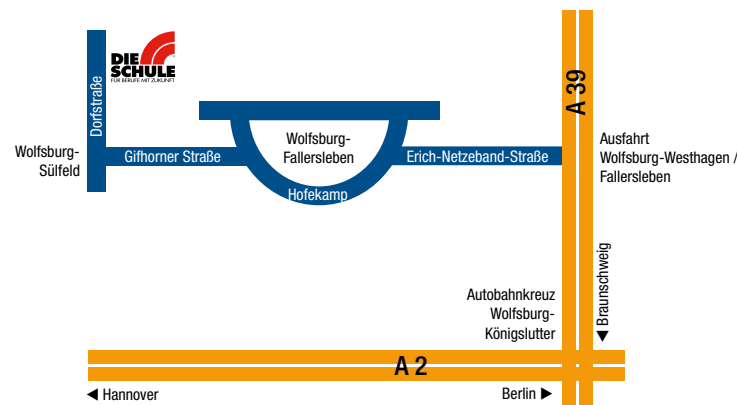 DIE
SCHULE
FÜR BERUFE MIT ZUKUNFT
Dorfstraße
A 39
Wolfsburg-
Sülfeld
Gifhorner Straße
Wolfsburg-
Fallersleben
Hofekamp
Erich-Netzeband-Straße
Ausfahrt
Wolfsburg-Westhagen /
Fallersleben
Autobahnkreuz
Wolfsburg-
Königslutter
◀ Braunschweig
A 2
◀ Hannover
Berlin ▶